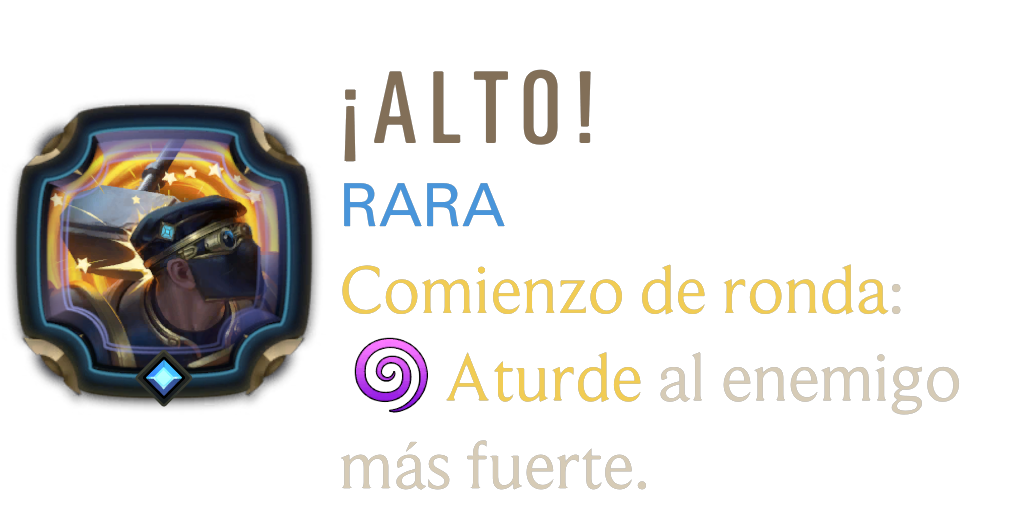 ¡ALTO!
RARA
Comienzo de ronda:
Aturde al enemigo
más fuerte.